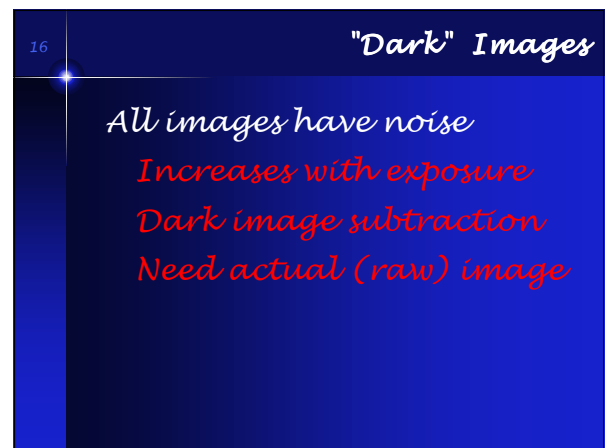 16
"Dark" Images
All images have noise
Increases with exposure
Dark image subtraction
Need actual (raw) image